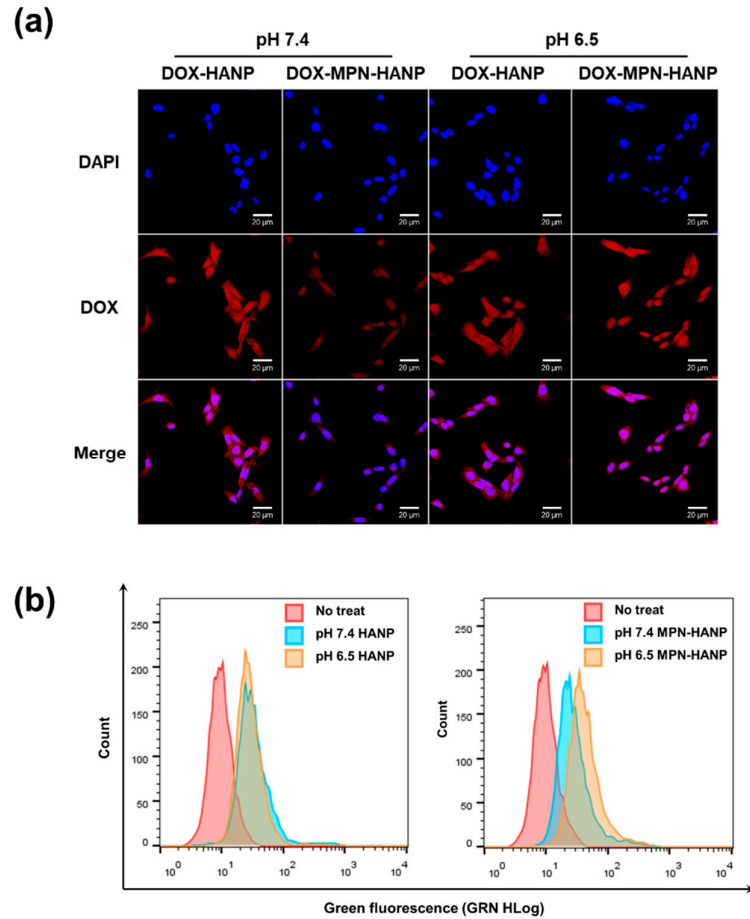 (a)
pH 7.4 pH 6.5
DOX-HANP DOX-MPN-HANP DOX-HANP DOX-MPN-HANP
DAPI
20 μm 20 μm 20 μm 20 μm
DOX
20 μm 20 μm 20 μm 20 μm
Merge
20 μm 20 μm 20 μm 20 μm
(b)
No treat
pH 7.4 HANP
pH 6.5 HANP
Count
250
200
150
100
50
0
10⁰ 10¹ 10² 10³ 10⁴
No treat
pH 7.4 MPN-HANP
pH 6.5 MPN-HANP
Count
250
200
150
100
50
0
10⁰ 10¹ 10² 10³ 10⁴
Green fluorescence (GRN HLog)